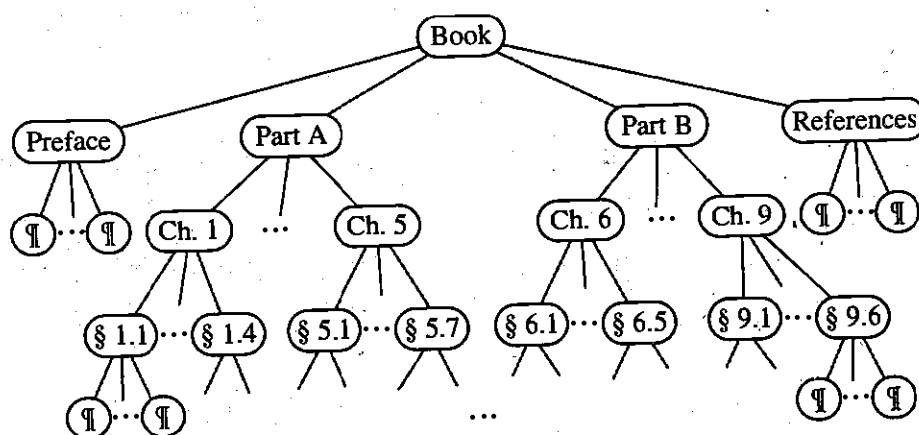 Book
Preface Part A Part B References
¶ ... ¶ Ch. 1 ... Ch. 5 Ch. 6 ... Ch. 9 ¶ ... ¶
§ 1.1 ... § 1.4 § 5.1 ... § 5.7 § 6.1 ... § 6.5 § 9.1 ... § 9.6
¶ ... ¶ ... ¶ ... ¶